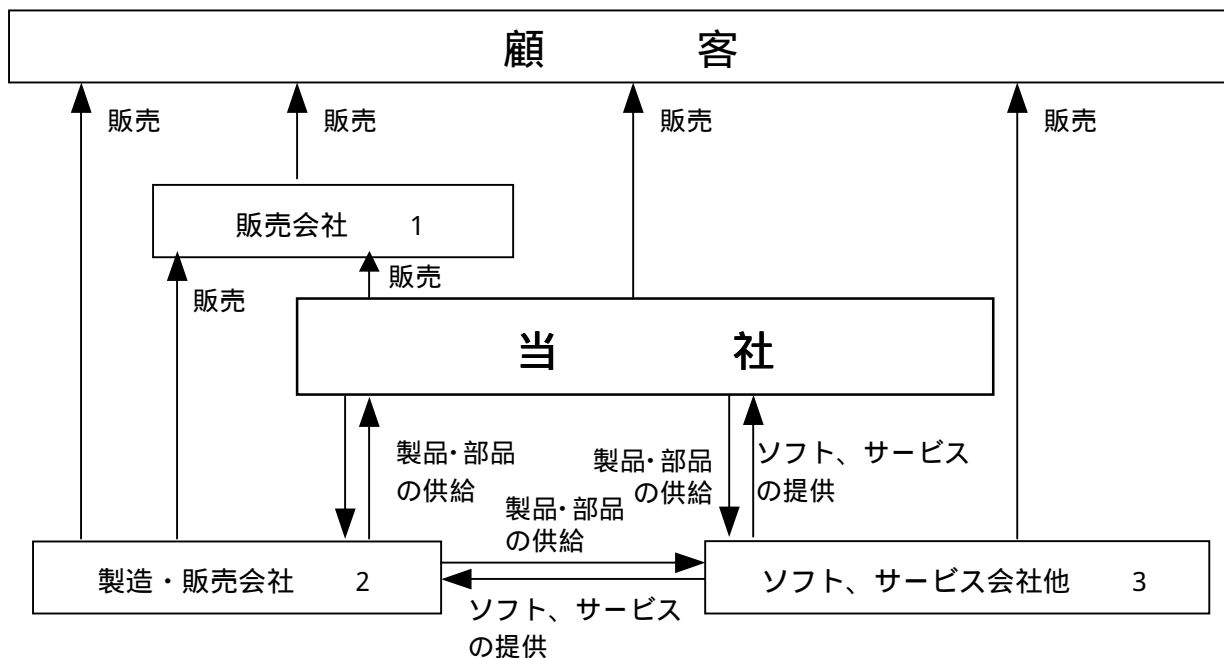 顧　客
販売
販売
販売
販売
販売会社　1
販売
販売
当　社
製品・部品
の供給
製品・部品
の供給
ソフト、サービス
の提供
製品・部品
の供給
製造・販売会社　2
ソフト、サービス会社他　3
ソフト、サービス
の提供